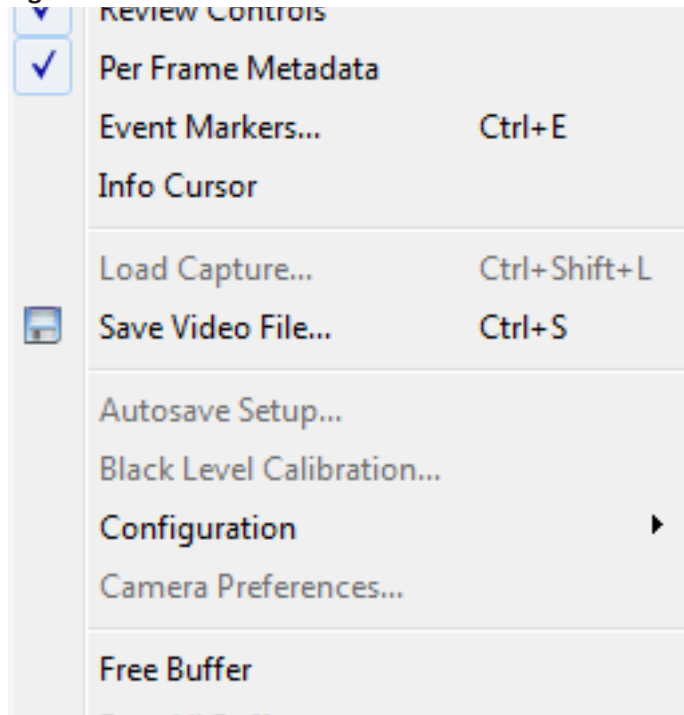 Review Controls
Per Frame Metadata
Event Markers... Ctrl+E
Info Cursor
Load Capture... Ctrl+Shift+L
Save Video File... Ctrl+S
Autosave Setup...
Black Level Calibration...
Configuration
Camera Preferences...
Free Buffer